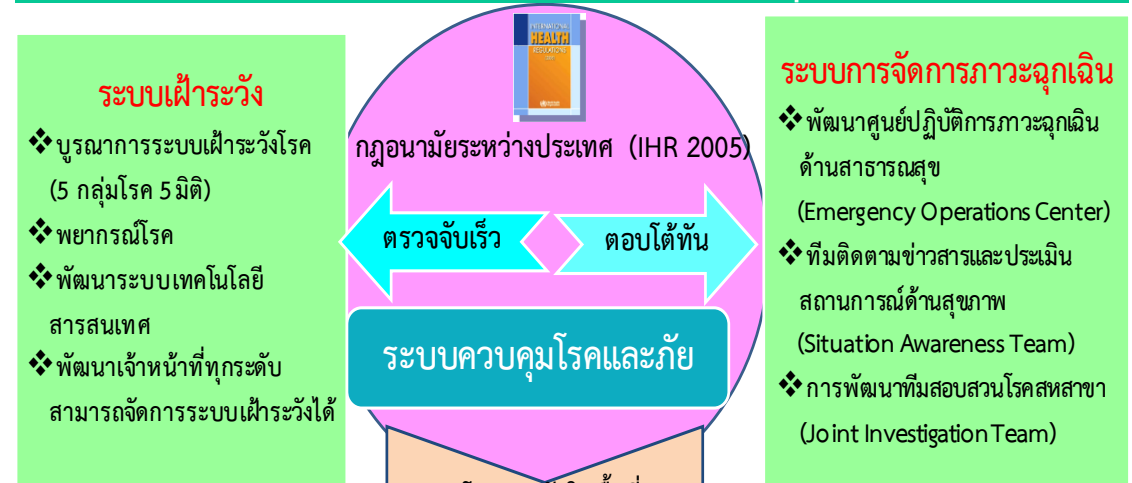 ระบบเฝ้าระวัง
❖บูรณาการระบบเฝ้าระวังโรค
(5 กลุ่มโรค 5 มิติ)
❖พยากรณ์โรค
❖พัฒนาระบบเทคโนโลยี
สารสนเทศ
❖พัฒนาเจ้าหน้าที่ทุกระดับ
สามารถจัดการระบบเฝ้าระวังได้
INTERNATIONAL
HEALTH
REGULATIONS
กฎอนามัยระหว่างประเทศ (IHR 2005)
ตรวจจับเร็ว
ตอบโต้ทัน
ระบบควบคุมโรคและภัย
ระบบการจัดการภาวะฉุกเฉิน
❖พัฒนาศูนย์ปฏิบัติการภาวะฉุกเฉิน
ด้านสาธารณสุข
(Emergency Operations Center)
❖ทีมติดตามข่าวสารและประเมิน
สถานการณ์ด้านสุขภาพ
(Situation Awareness Team)
❖การพัฒนาทีมสอบสวนโรคสหสาขา
(Joint Investigation Team)